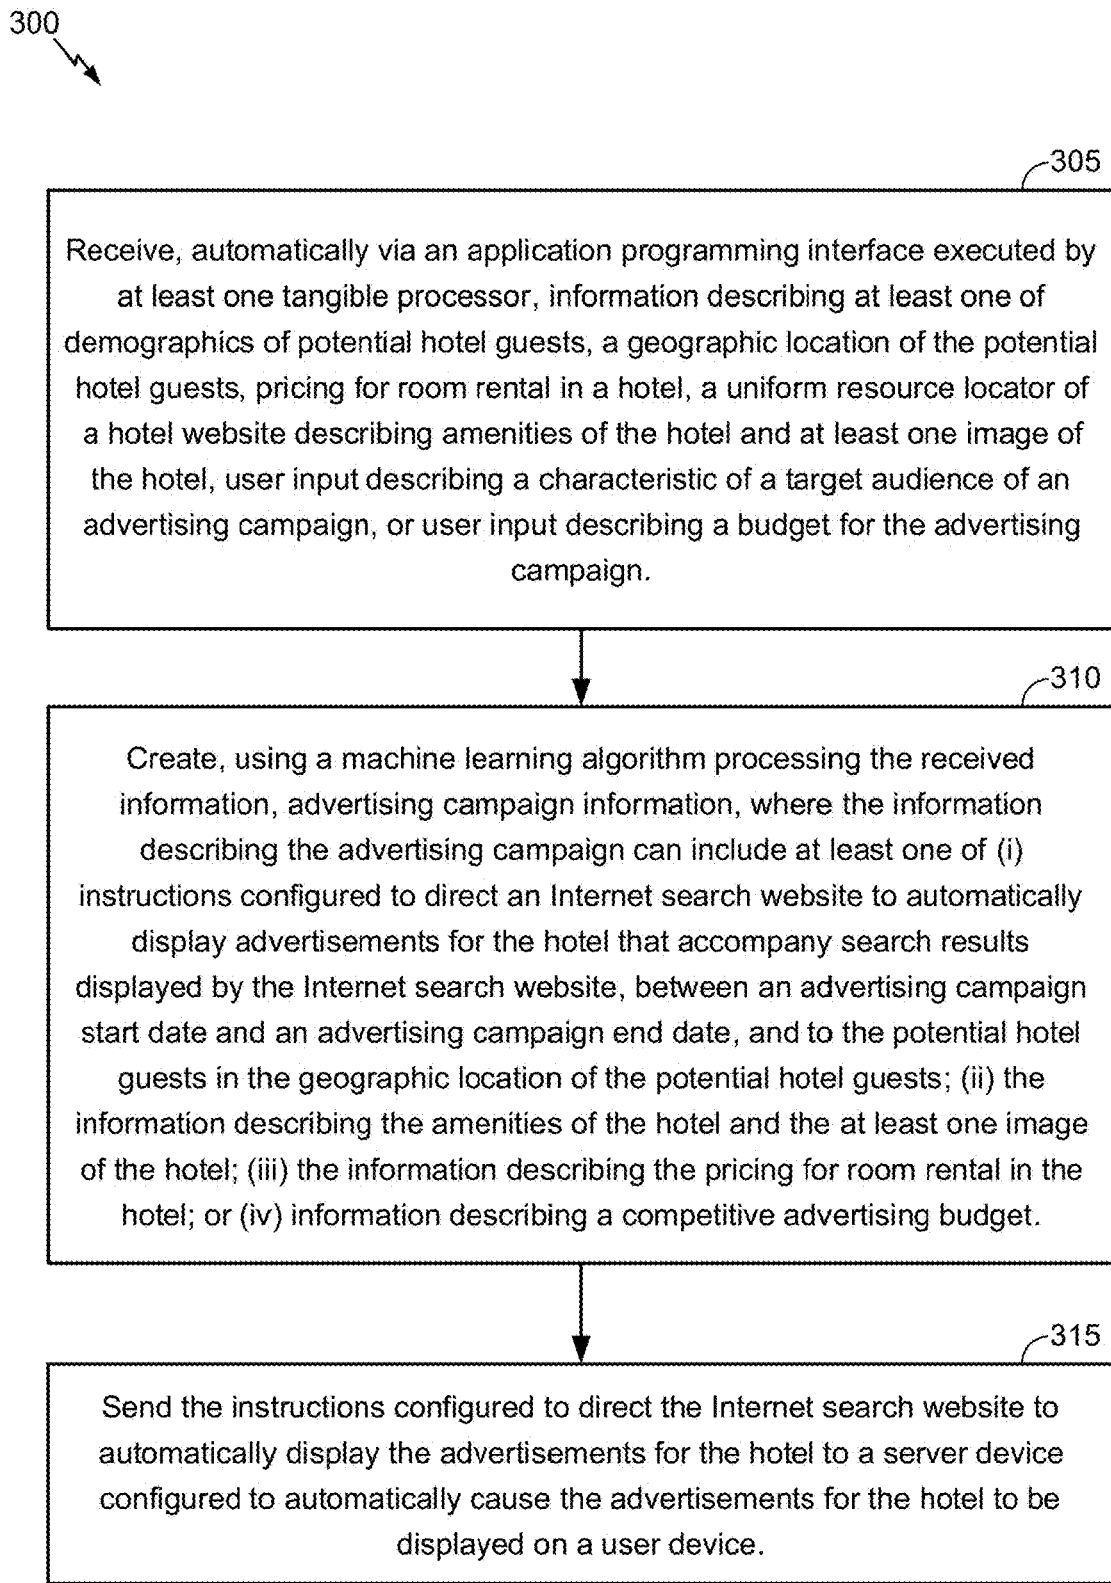 300
305
Receive, automatically via an application programming interface executed by
at least one tangible processor, information describing at least one of
demographics of potential hotel guests, a geographic location of the potential
hotel guests, pricing for room rental in a hotel, a uniform resource locator of
a hotel website describing amenities of the hotel and at least one image of
the hotel, user input describing a characteristic of a target audience of an
advertising campaign, or user input describing a budget for the advertising
campaign.
310
Create, using a machine learning algorithm processing the received
information, advertising campaign information, where the information
describing the advertising campaign can include at least one of (i)
instructions configured to direct an Internet search website to automatically
display advertisements for the hotel that accompany search results
displayed by the Internet search website, between an advertising campaign
start date and an advertising campaign end date, and to the potential hotel
guests in the geographic location of the potential hotel guests; (ii) the
information describing the amenities of the hotel and the at least one image
of the hotel; (iii) the information describing the pricing for room rental in the
hotel; or (iv) information describing a competitive advertising budget.
315
Send the instructions configured to direct the Internet search website to
automatically display the advertisements for the hotel to a server device
configured to automatically cause the advertisements for the hotel to be
displayed on a user device.